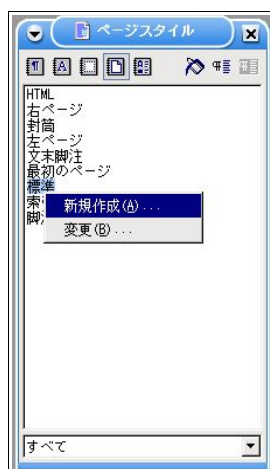 ページスタイル
HTML
右ページ
封筒
左ページ
文末脚注
最初のページ
標準
索
脚
新規作成(A)...
変更(B)...
すべて